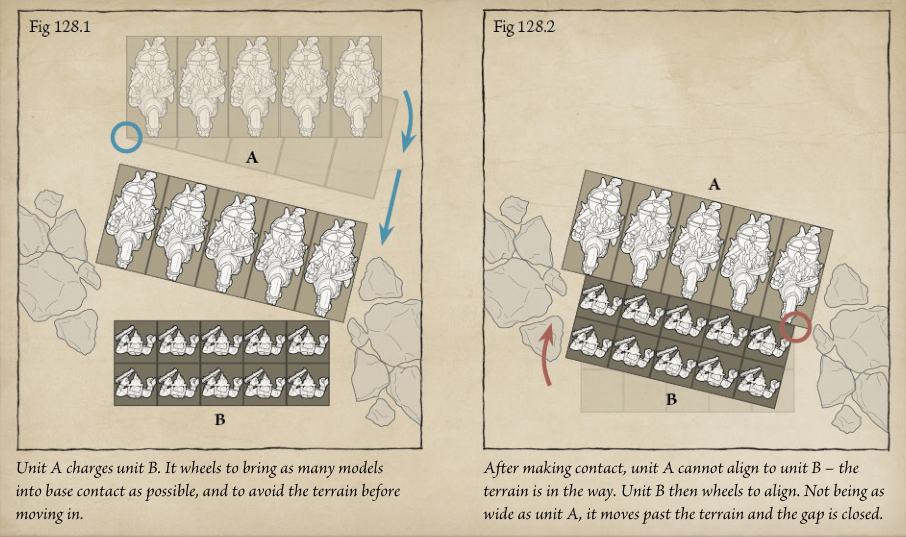 Fig 128.1
A
B
Unit A charges unit B. It wheels to bring as many models
into base contact as possible, and to avoid the terrain before
moving in.
Fig 128.2
A
B
After making contact, unit A cannot align to unit B – the
terrain is in the way. Unit B then wheels to align. Not being as
wide as unit A, it moves past the terrain and the gap is closed.